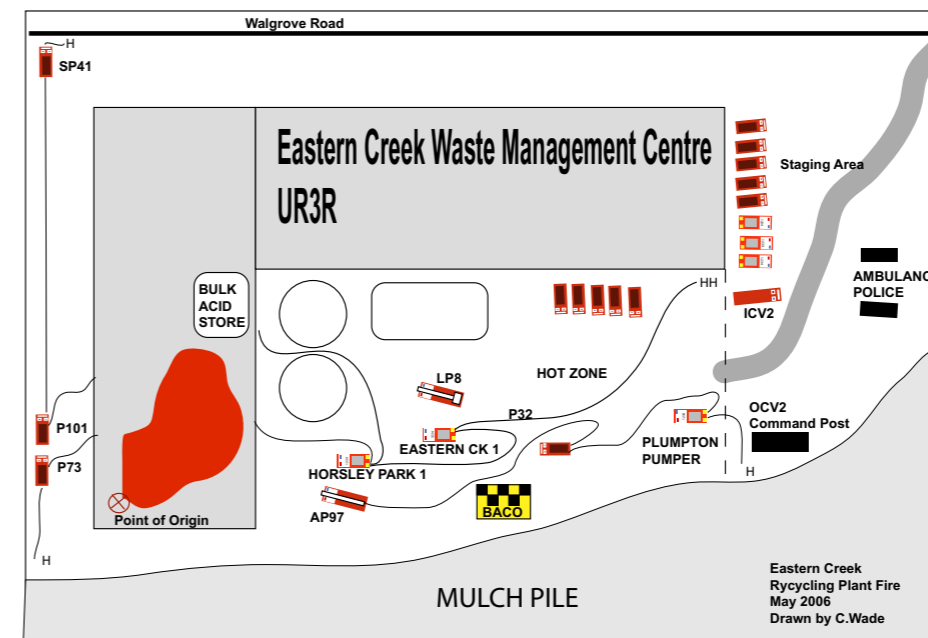 Walgrove Road
H
SP41
Eastern Creek Waste Management Centre
UR3R
Staging Area
BULK
ACID
STORE
HH
AMBULANC
POLICE
ICV2
LP8
HOT ZONE
P32
P101
EASTERN CK 1
OCV2
Command Post
PLUMPTON
PUMPER
P73
HORSLEY PARK 1
H
AP97
BACO
Point of Origin
H
MULCH PILE
Eastern Creek
Rycycling Plant Fire
May 2006
Drawn by C.Wade